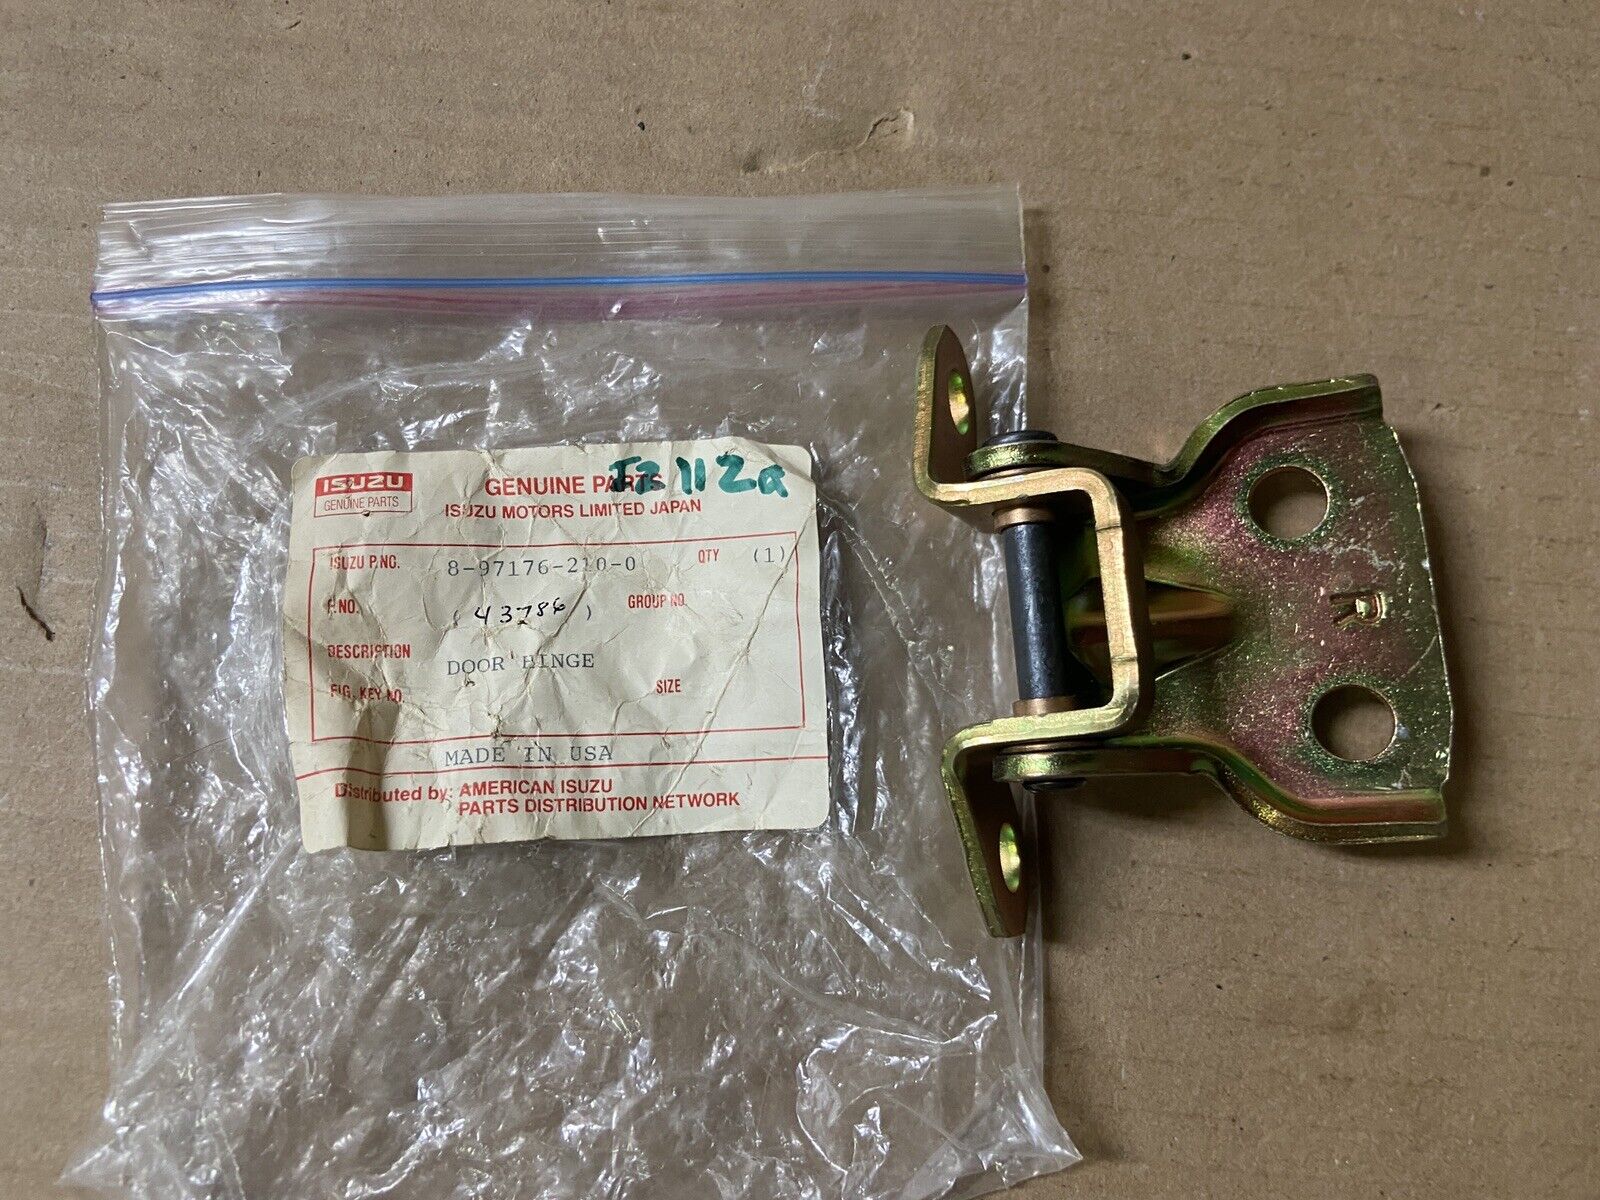 ISUZU
GENUINE PARTS
GENUINE PARTS
ISUZU MOTORS LIMITED JAPAN
ISUZU P.NO. 8-97176-210-0 QTY (1)
P.NO. (43786) GROUP NO.
DESCRIPTION DOOR HINGE
FIG. KEY NO. SIZE
MADE IN USA
Distributed by: AMERICAN ISUZU
PARTS DISTRIBUTION NETWORK
R